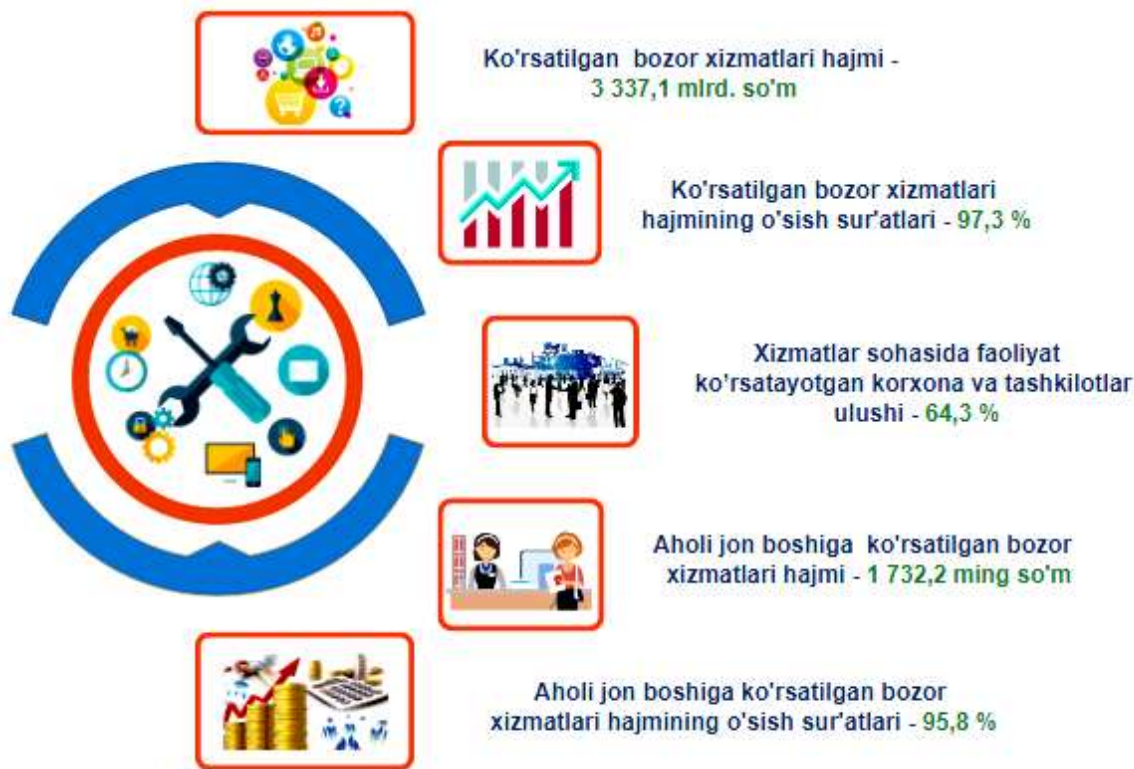 Ko'rsatilgan bozor xizmatlari hajmi -
3 337,1 mlrd. so'm
Ko'rsatilgan bozor xizmatlari
hajmining o'sish sur'atlari - 97,3 %
Xizmatlar sohasida faoliyat
ko'rsatayotgan korxona va tashkilotlar
ulushi - 64,3 %
Aholi jon boshiga ko'rsatilgan bozor
xizmatlari hajmi - 1 732,2 ming so'm
Aholi jon boshiga ko'rsatilgan bozor
xizmatlari hajmining o'sish sur'atlari - 95,8 %